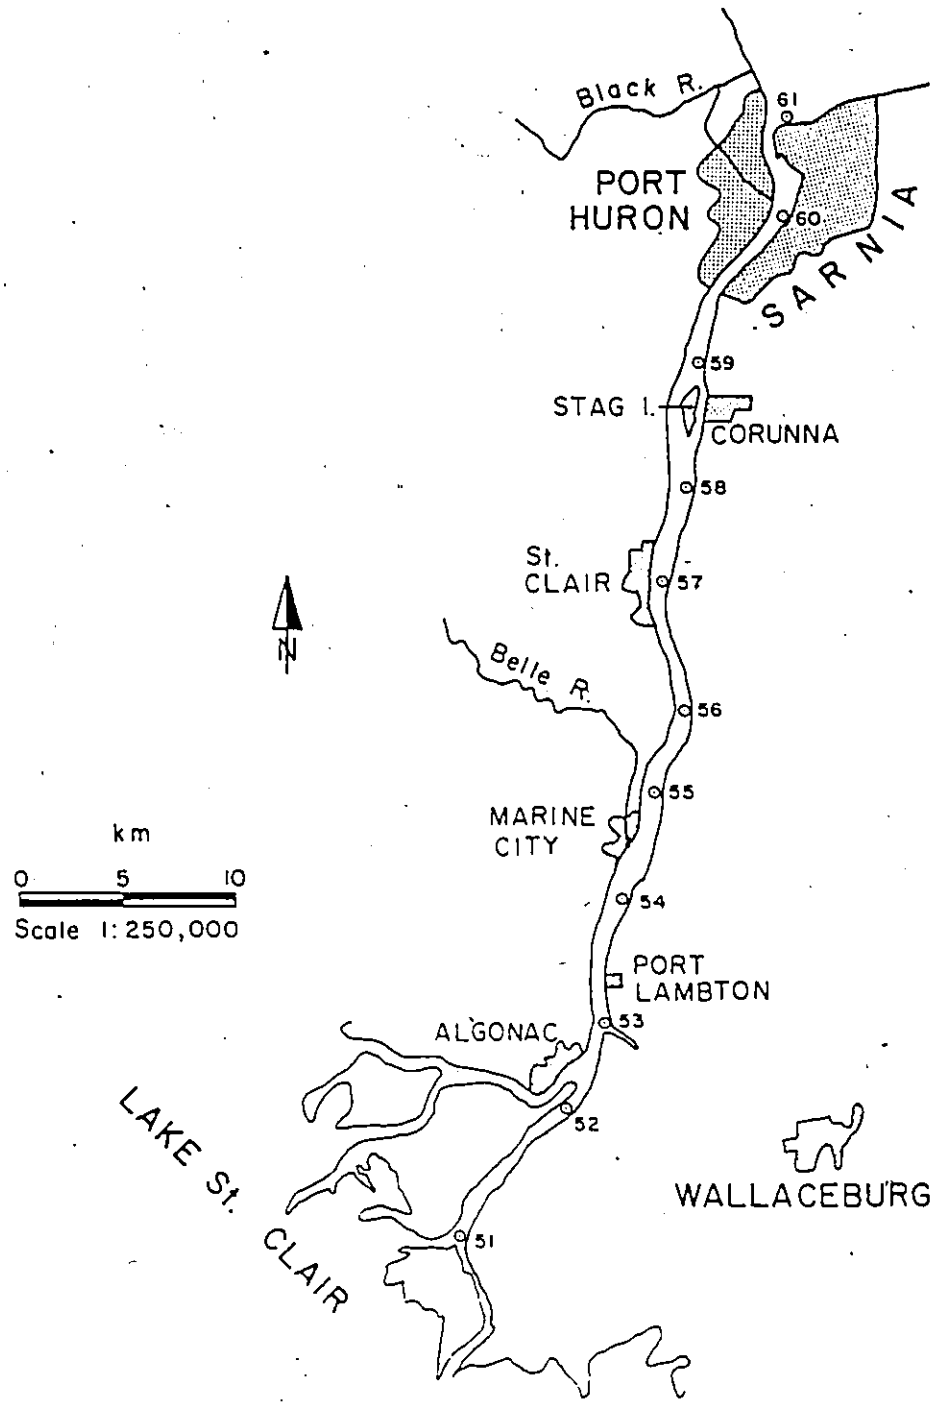 Black R.
61
PORT
HURON
60
SARNIA
59
STAG I.
CORUNNA
58
St.
CLAIR
57
N
Belle R.
56
55
MARINE
CITY
km
0 5 10
Scale 1:250,000
54
PORT
LAMBTON
53
ALGONAC
52
LAKE St. CLAIR
WALLACEBURG
51